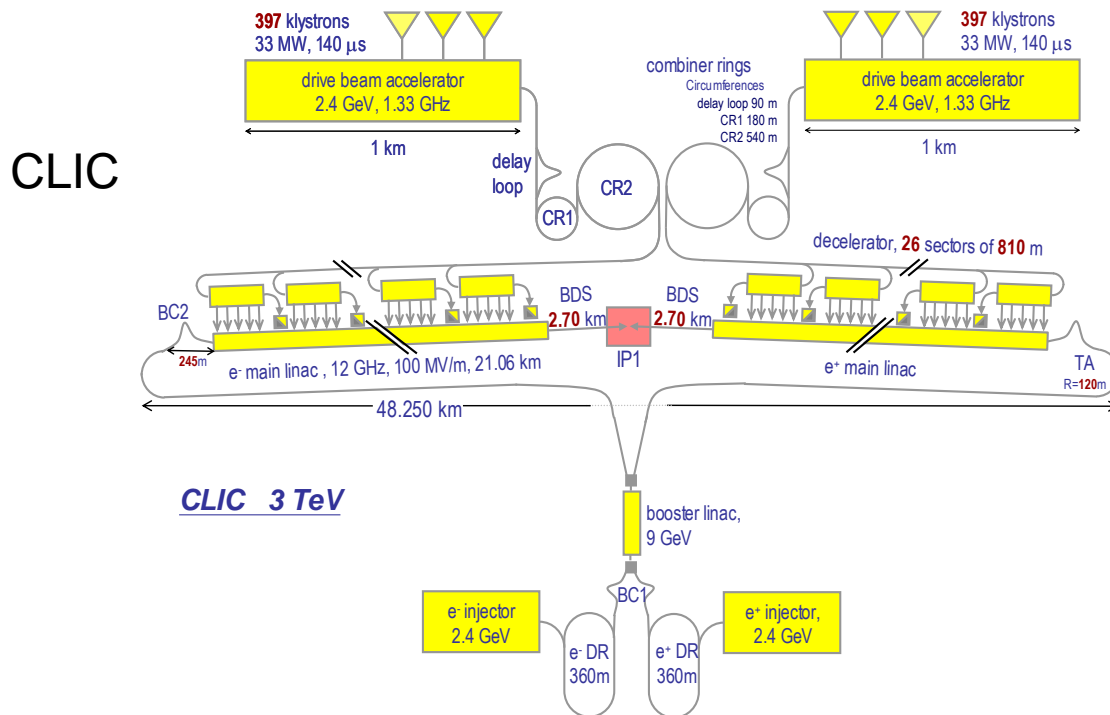 397 klystrons
33 MW, 140 μs
397 klystrons
33 MW, 140 μs
drive beam accelerator
2.4 GeV, 1.33 GHz
combiner rings
Circumferences
delay loop 90 m
CR1 180 m
CR2 540 m
drive beam accelerator
2.4 GeV, 1.33 GHz
1 km
1 km
CLIC
delay
loop
CR2
CR1
decelerator, 26 sectors of 810 m
BC2
BDS
2.70 km
BDS
2.70 km
IP1
245m
e- main linac , 12 GHz, 100 MV/m, 21.06 km
e+ main linac
TA
R=120m
48.250 km
CLIC 3 TeV
booster linac,
9 GeV
BC1
e- injector
2.4 GeV
e+ injector,
2.4 GeV
e- DR
360m
e+ DR
360m